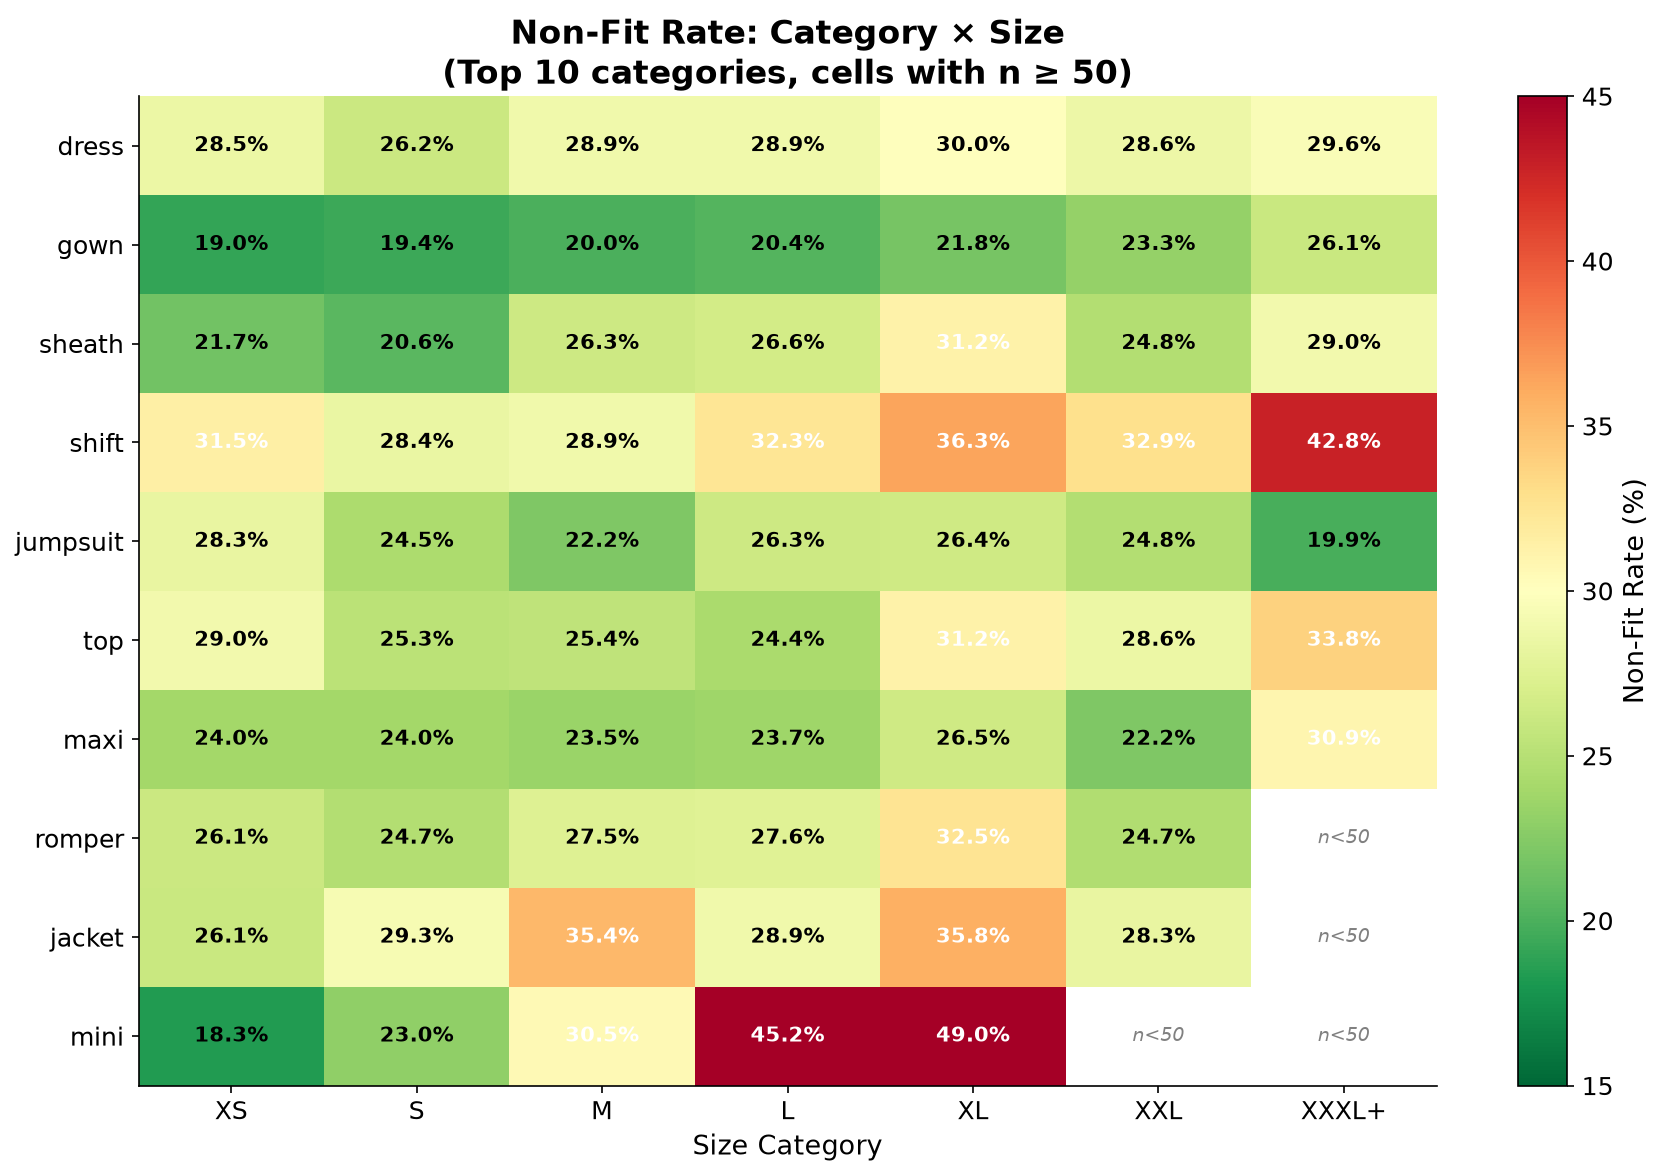 Non-Fit Rate: Category × Size
(Top 10 categories, cells with n ≥ 50)
dress 28.5% 26.2% 28.9% 28.9% 30.0% 28.6% 29.6%
gown 19.0% 19.4% 20.0% 20.4% 21.8% 23.3% 26.1%
sheath 21.7% 20.6% 26.3% 26.6% 31.2% 24.8% 29.0%
shift 31.5% 28.4% 28.9% 32.3% 36.3% 32.9% 42.8%
jumpsuit 28.3% 24.5% 22.2% 26.3% 26.4% 24.8% 19.9%
top 29.0% 25.3% 25.4% 24.4% 31.2% 28.6% 33.8%
maxi 24.0% 24.0% 23.5% 23.7% 26.5% 22.2% 30.9%
romper 26.1% 24.7% 27.5% 27.6% 32.5% 24.7% n<50
jacket 26.1% 29.3% 35.4% 28.9% 35.8% 28.3% n<50
mini 18.3% 23.0% 30.5% 45.2% 49.0% n<50 n<50
XS S M L XL XXL XXXL+
Size Category
45
40
35
30
25
20
15
Non-Fit Rate (%)